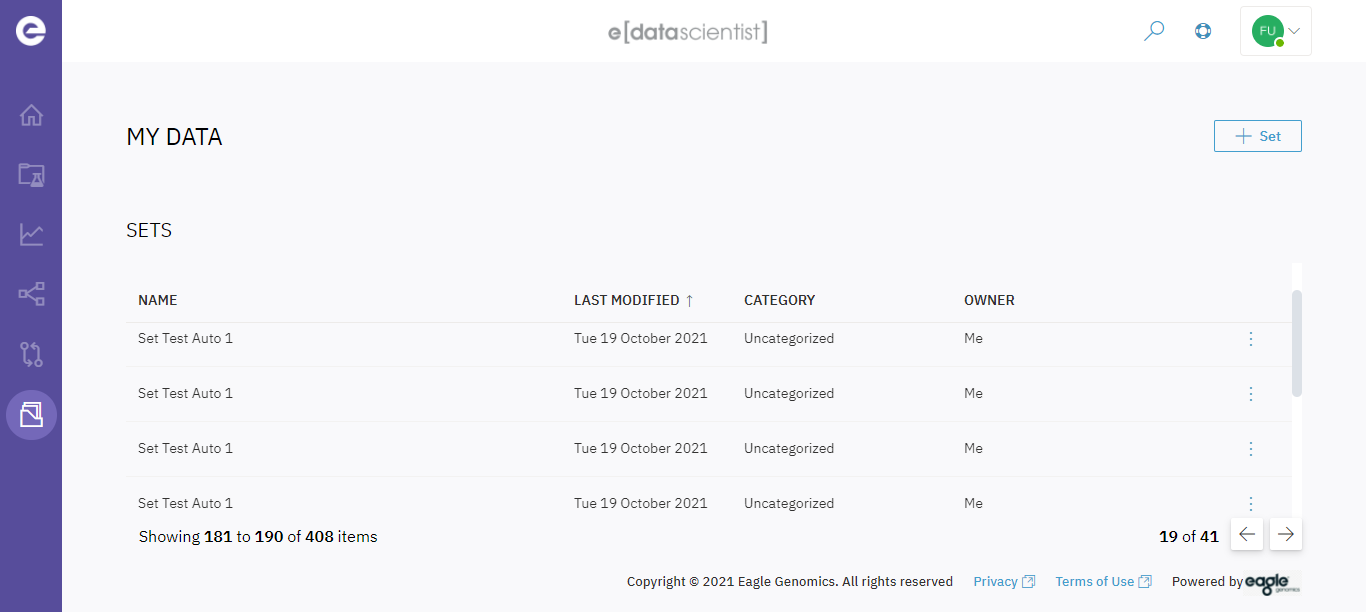 e
e[datascientist]
FU
MY DATA
Set
SETS
NAME LAST MODIFIED ↑ CATEGORY OWNER
Set Test Auto 1 Tue 19 October 2021 Uncategorized Me
Set Test Auto 1 Tue 19 October 2021 Uncategorized Me
Set Test Auto 1 Tue 19 October 2021 Uncategorized Me
Set Test Auto 1 Tue 19 October 2021 Uncategorized Me
Showing 181 to 190 of 408 items 19 of 41
Copyright © 2021 Eagle Genomics. All rights reserved Privacy Terms of Use Powered by eagle genomics